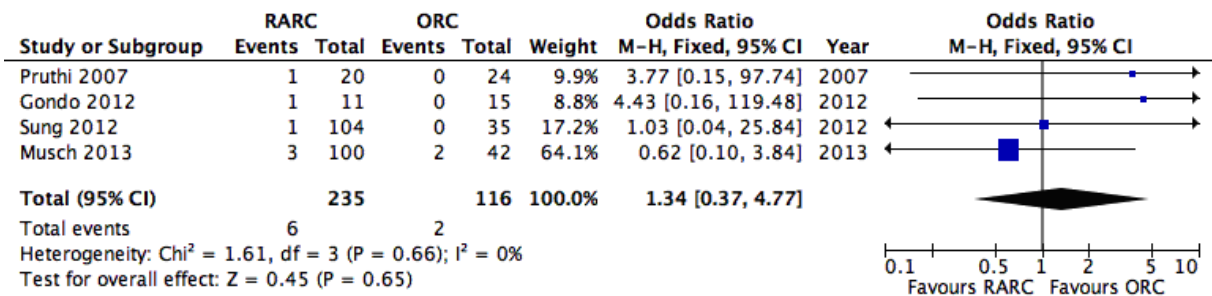 RARC ORC Odds Ratio Odds Ratio
Study or Subgroup Events Total Events Total Weight M-H, Fixed, 95% CI Year M-H, Fixed, 95% CI
Pruthi 2007 1 20 0 24 9.9% 3.77 [0.15, 97.74] 2007
Gondo 2012 1 11 0 15 8.8% 4.43 [0.16, 119.48] 2012
Sung 2012 1 104 0 35 17.2% 1.03 [0.04, 25.84] 2012
Musch 2013 3 100 2 42 64.1% 0.62 [0.10, 3.84] 2013
Total (95% CI) 235 116 100.0% 1.34 [0.37, 4.77]
Total events 6 2
Heterogeneity: Chi² = 1.61, df = 3 (P = 0.66); I² = 0%
Test for overall effect: Z = 0.45 (P = 0.65)
0.1 0.5 1 2 5 10
Favours RARC Favours ORC